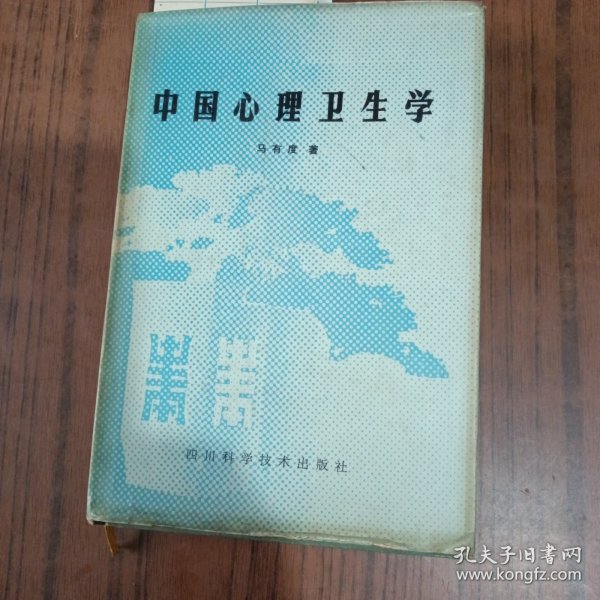 中国心理卫生学
马有度 著
四川科学技术出版社
孔夫子旧书网
www.kongfz.com